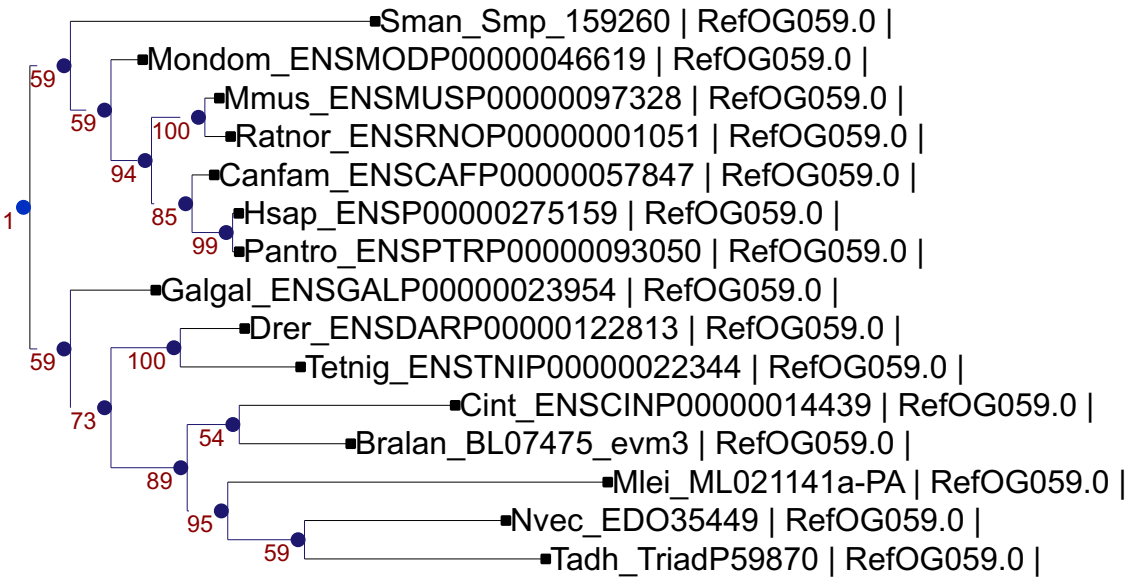 Sman_Smp_159260 | RefOG059.0 |
Mondom_ENSMODP00000046619 | RefOG059.0 |
59
Mmus_ENSMUSP00000097328 | RefOG059.0 |
59
100
Ratnor_ENSRNOP00000001051 | RefOG059.0 |
94
Canfam_ENSCAFP00000057847 | RefOG059.0 |
1
85
Hsap_ENSP00000275159 | RefOG059.0 |
99
Pantro_ENSPTRP00000093050 | RefOG059.0 |
Galgal_ENSGALP00000023954 | RefOG059.0 |
Drer_ENSDARP00000122813 | RefOG059.0 |
59
100
Tetnig_ENSTNIP00000022344 | RefOG059.0 |
73
Cint_ENSCINP00000014439 | RefOG059.0 |
54
Bralan_BL07475_evm3 | RefOG059.0 |
89
Mlei_ML021141a-PA | RefOG059.0 |
95
Nvec_EDO35449 | RefOG059.0 |
59
Tadh_TriadP59870 | RefOG059.0 |